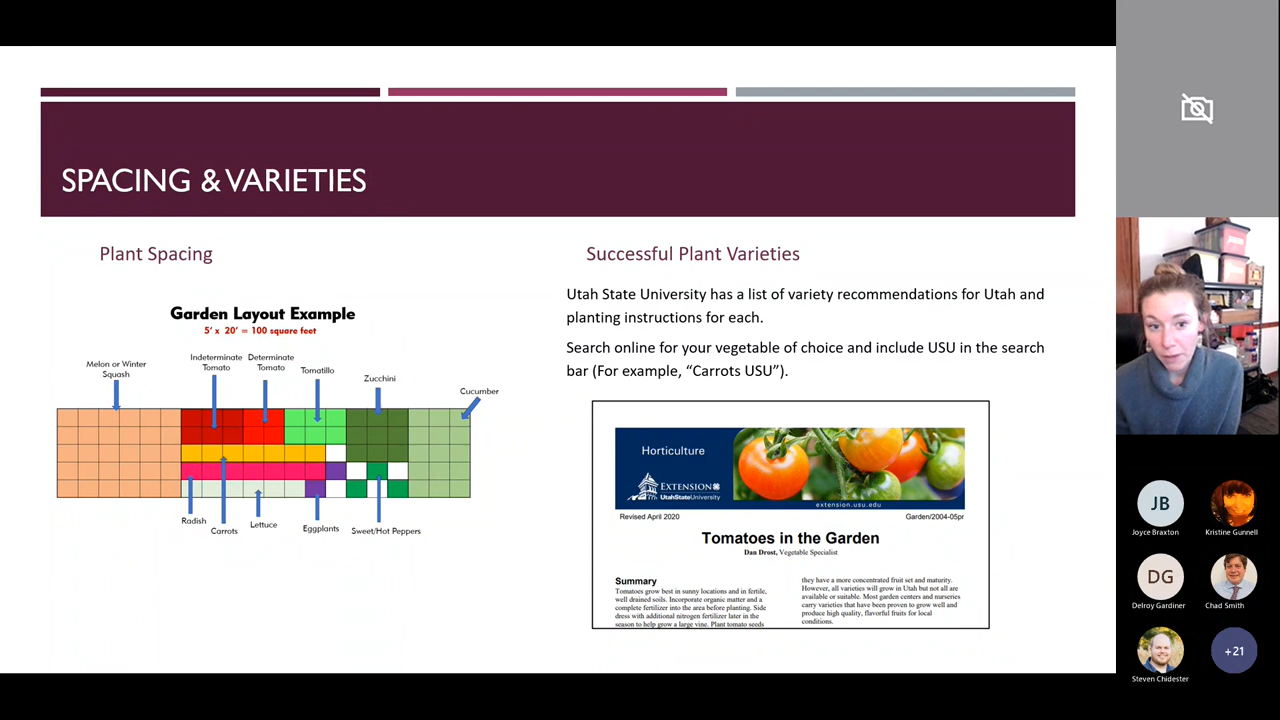 SPACING & VARIETIES
Plant Spacing
Garden Layout Example
5' x 20' = 100 square feet
Melon or Winter
Squash
Indeterminate
Tomato
Determinate
Tomato
Tomatillo
Zucchini
Cucumber
Radish
Carrots
Lettuce
Eggplants
Sweet/Hot Peppers
Successful Plant Varieties
Utah State University has a list of variety recommendations for Utah and
planting instructions for each.
Search online for your vegetable of choice and include USU in the search
bar (For example, “Carrots USU”).
Horticulture
EXTENSION
UtahStateUniversity
extension.usu.edu
Revised April 2020
Garden/2004-05pr
Tomatoes in the Garden
Dan Drost, Vegetable Specialist
Summary
Tomatoes grow best in sunny locations and in fertile,
well drained soils. Incorporate organic matter and a
complete fertilizer into the area before planting. Side
dress with additional nitrogen fertilizer later in the
season to help grow a large vine. Plant tomato seeds
they have a more concentrated fruit set and maturity.
However, all varieties will grow in Utah but not all are
available or suitable. Most garden centers and nurseries
carry varieties that have been proven to grow well and
produce high quality, flavorful fruits for local
conditions.
JB
Joyce Braxton
Kristine Gunnell
DG
Delroy Gardiner
Chad Smith
Steven Chidester
+21